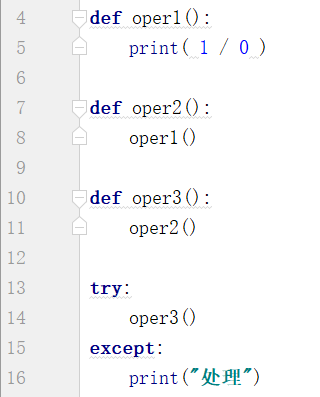 4 def oper1():
5     print( 1 / 0 )
6
7 def oper2():
8     oper1()
9
10 def oper3():
11     oper2()
12
13 try:
14     oper3()
15 except:
16     print("处理")